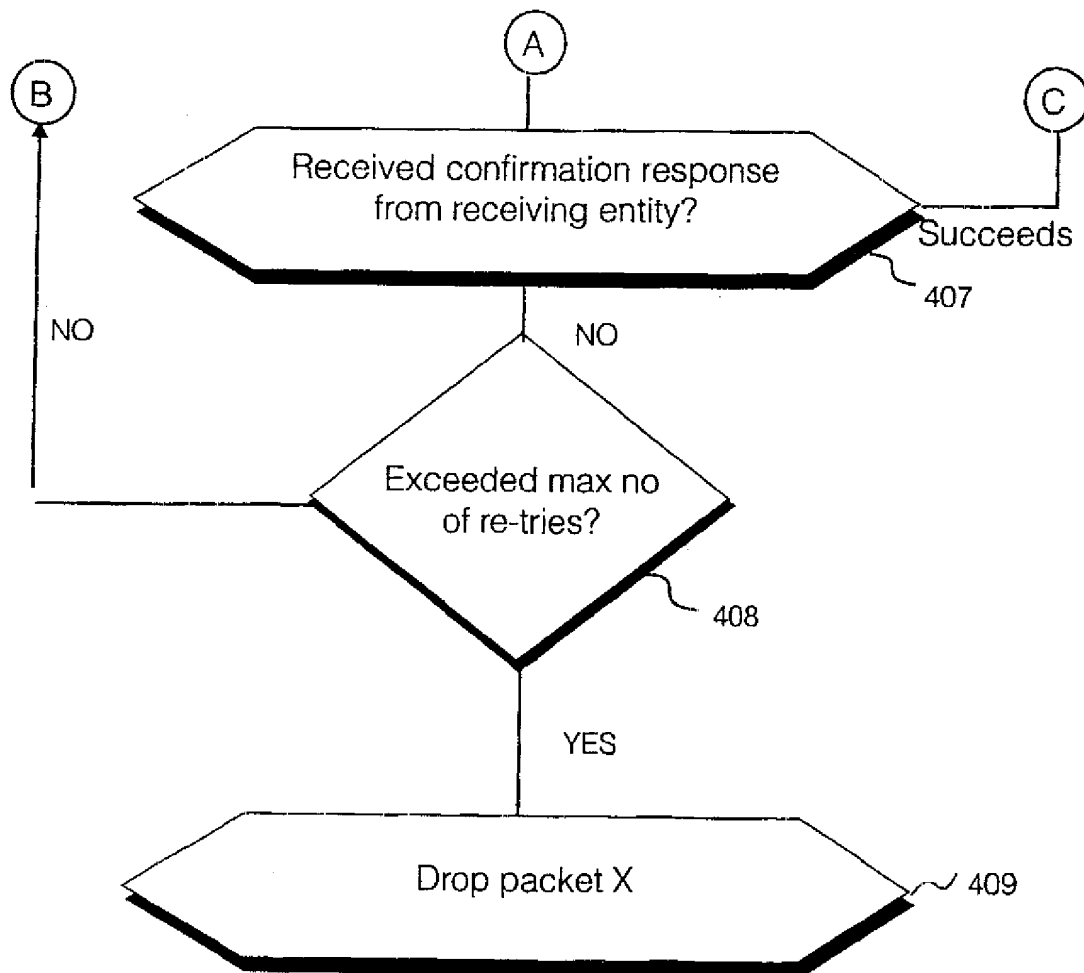 A
B
C
Received confirmation response
from receiving entity?
Succeeds
407
NO
NO
Exceeded max no
of re-tries?
408
YES
Drop packet X
409